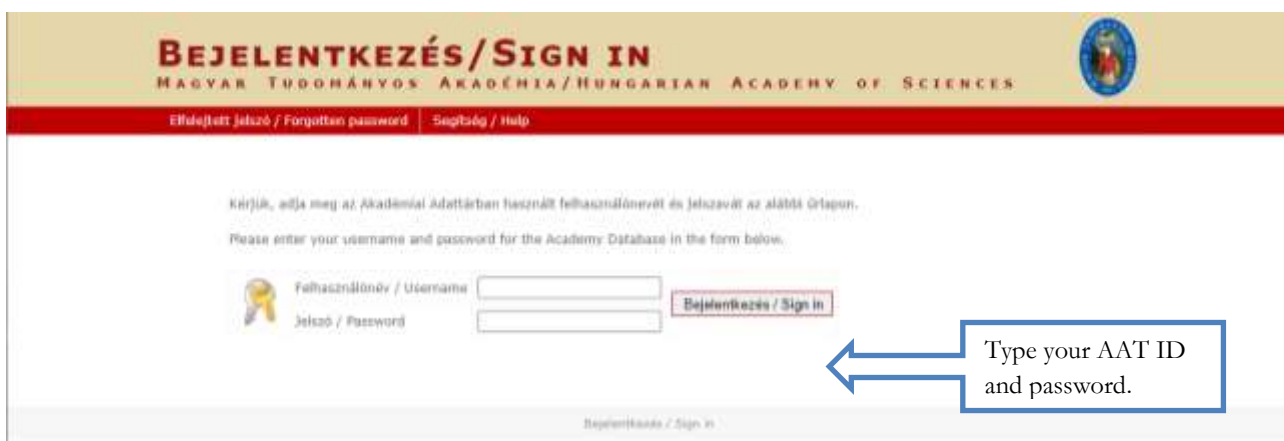 BEJELENTKEZÉS/SIGN IN
MAGYAR TUDOMÁNYOS AKADÉMIA/HUNGARIAN ACADEMY OF SCIENCES
Elfelejtett jelszó / Forgotten password Segítség / Help
Kérjük, adja meg az Akadémiai Adattárban használt felhasználónevét és jelszavát az alábbi űrlapon.
Please enter your username and password for the Academy Database in the form below.
Felhasználónév / Username
Bejelentkezés / Sign in
Jelszó / Password
Type your AAT ID
and password.
Bejelentkezés / Sign in